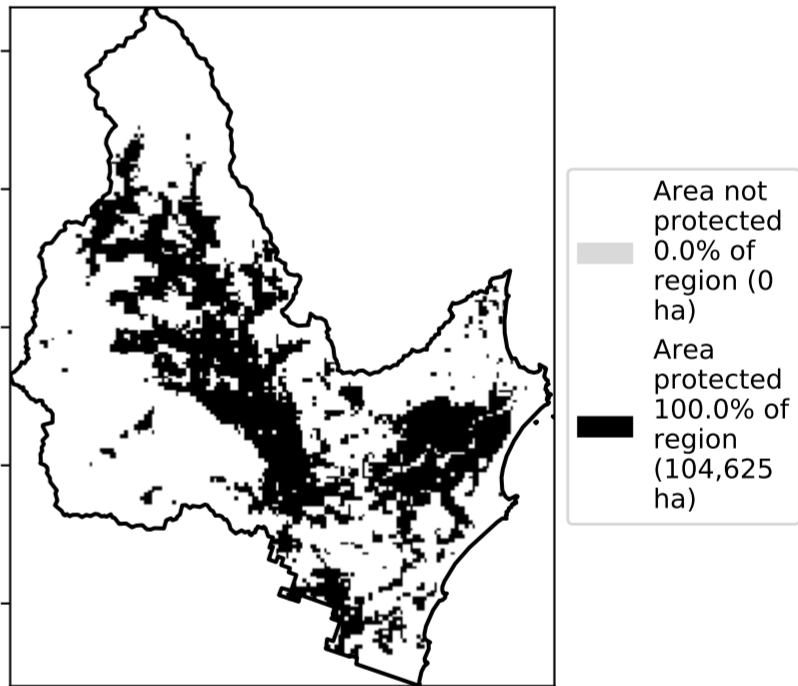 Area not
protected
0.0% of
region (0
ha)
Area
protected
100.0% of
region
(104,625
ha)